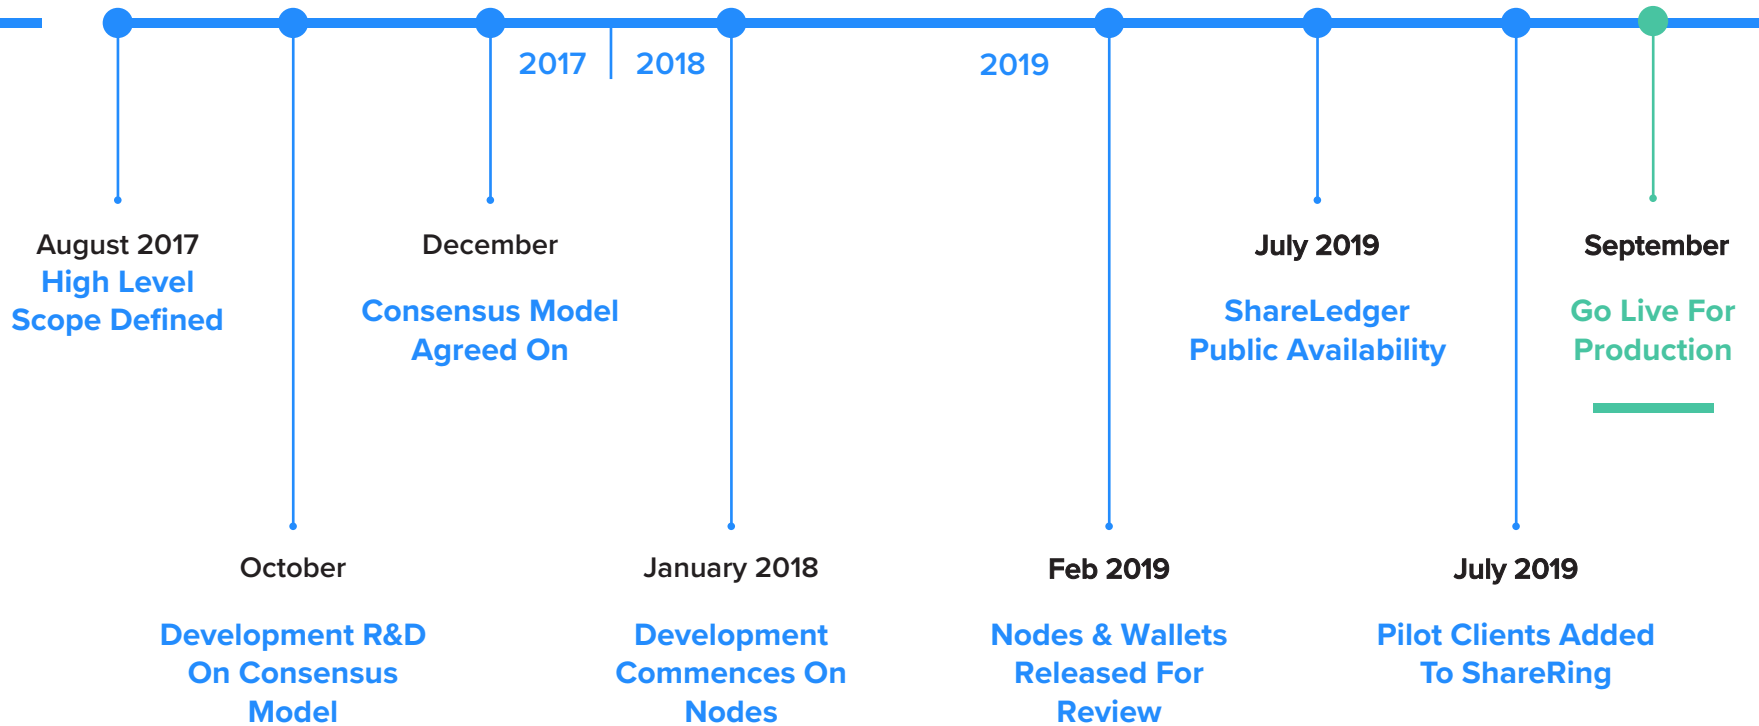 2017
2018
2019
August 2017
High Level
Scope Defined
October
Development R&D
On Consensus
Model
December
Consensus Model
Agreed On
January 2018
Development
Commences On
Nodes
Feb 2019
Nodes & Wallets
Released For
Review
July 2019
ShareLedger
Public Availability
July 2019
Pilot Clients Added
To ShareRing
September
Go Live For
Production